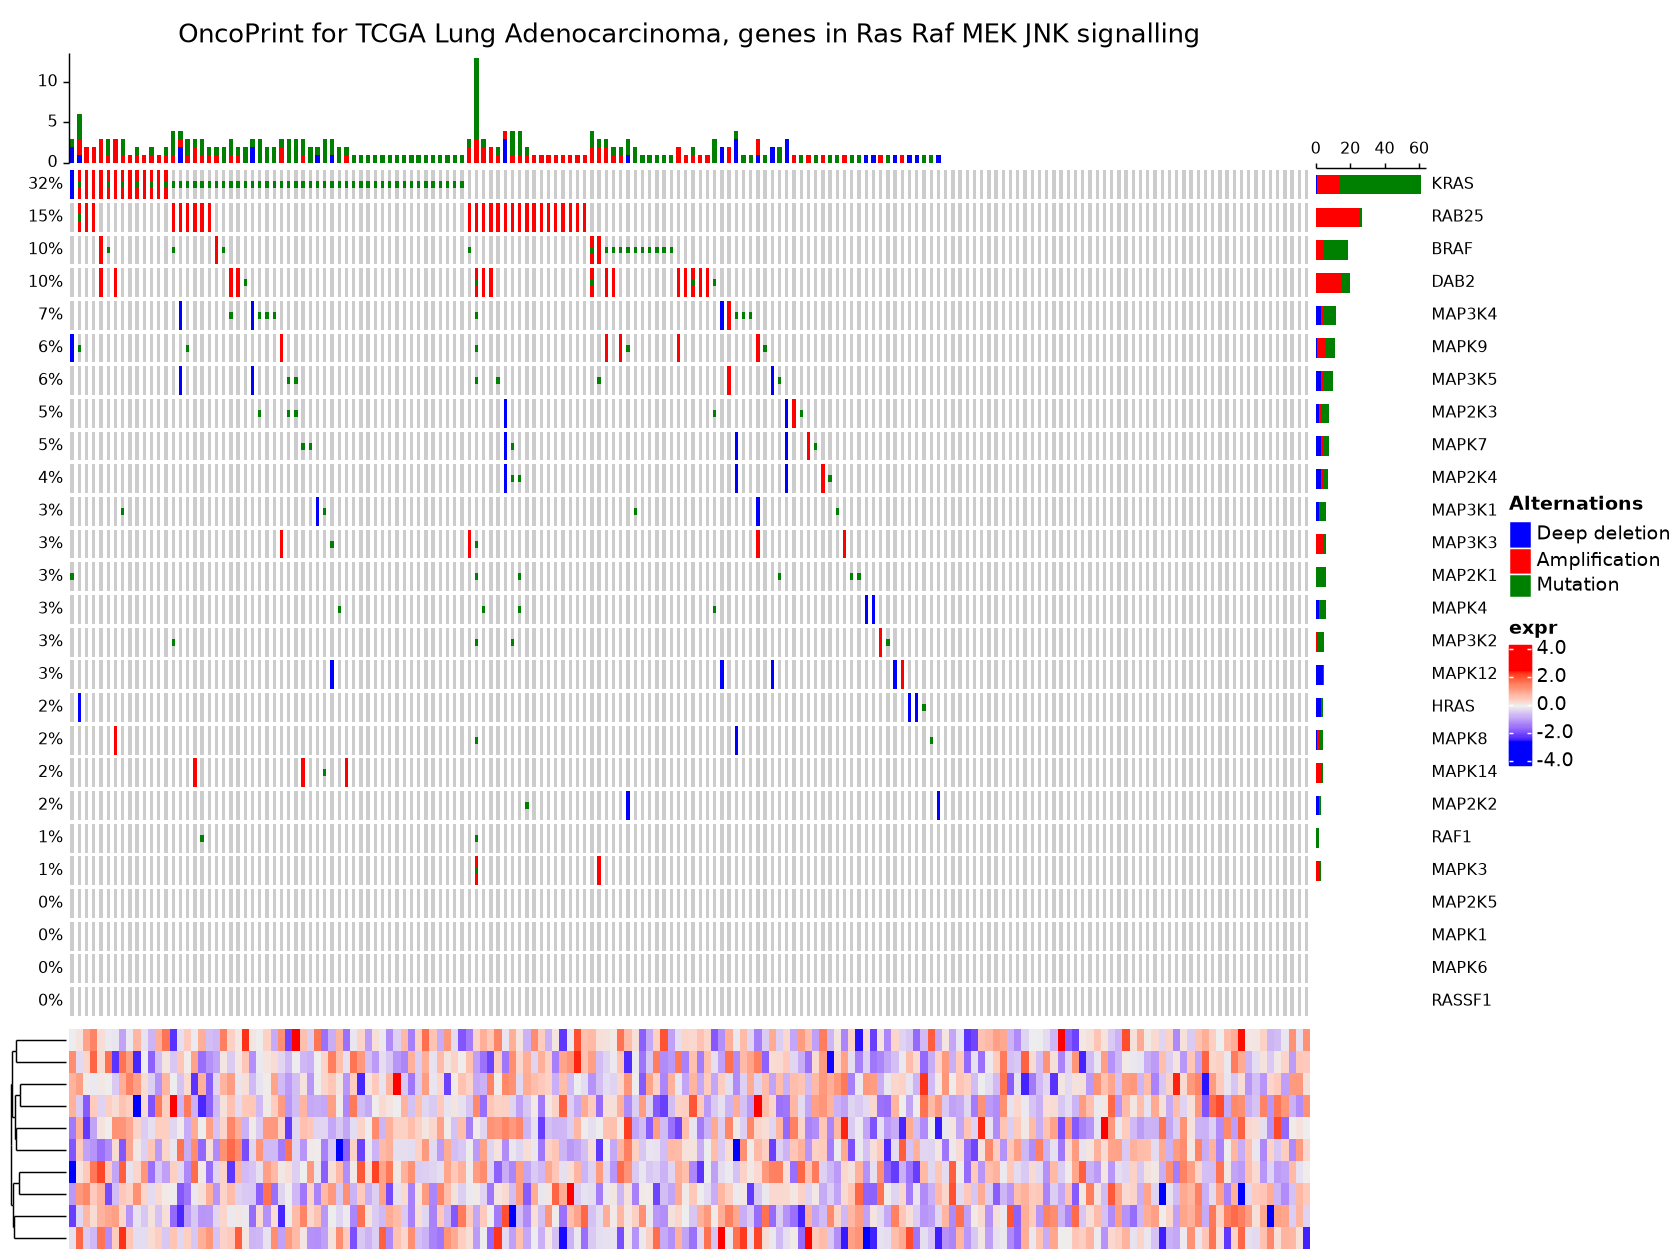 OncoPrint for TCGA Lung Adenocarcinoma, genes in Ras Raf MEK JNK signalling
10
5
0
0 20 40 60
32% KRAS
15% RAB25
10% BRAF
10% DAB2
7% MAP3K4
6% MAPK9
6% MAP3K5
5% MAP2K3
5% MAPK7
4% MAP2K4
3% MAP3K1
3% MAP3K3
3% MAP2K1
3% MAPK4
3% MAP3K2
3% MAPK12
2% HRAS
2% MAPK8
2% MAPK14
2% MAP2K2
1% RAF1
1% MAPK3
0% MAP2K5
0% MAPK1
0% MAPK6
0% RASSF1
Alternations
Deep deletion
Amplification
Mutation
expr
4.0
2.0
0.0
-2.0
-4.0